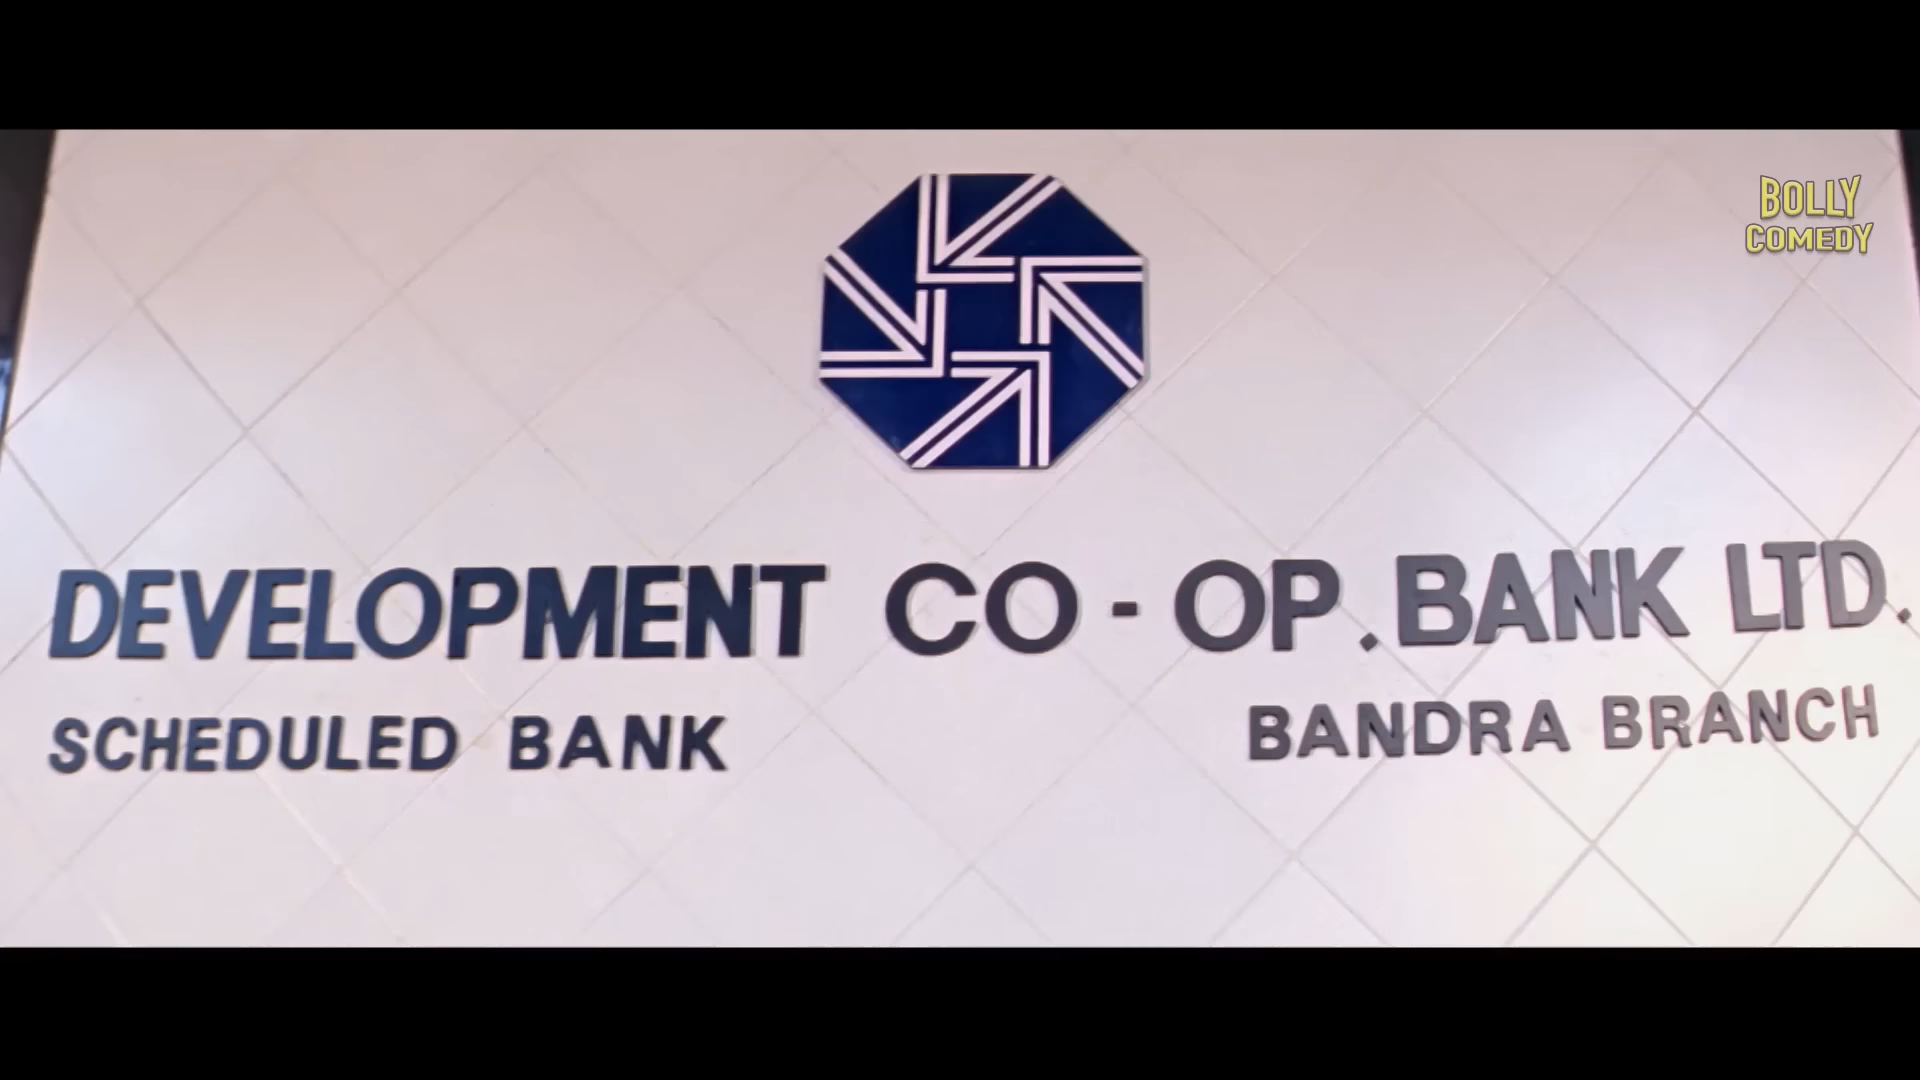 BOLLY
COMEDY
DEVELOPMENT CO-OP. BANK LTD.
SCHEDULED BANK BANDRA BRANCH